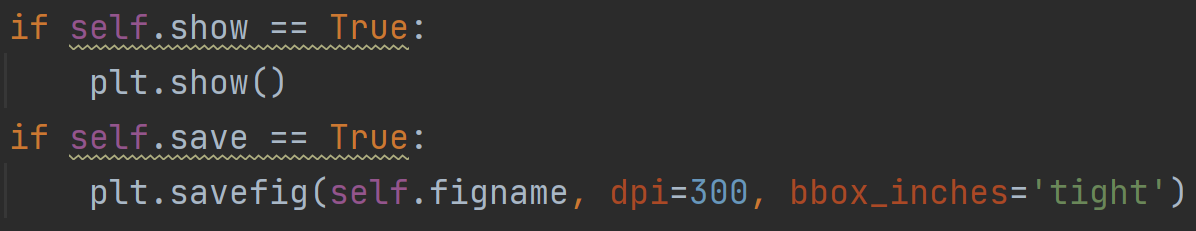 if self.show == True:
    plt.show()
if self.save == True:
    plt.savefig(self.figname, dpi=300, bbox_inches='tight')